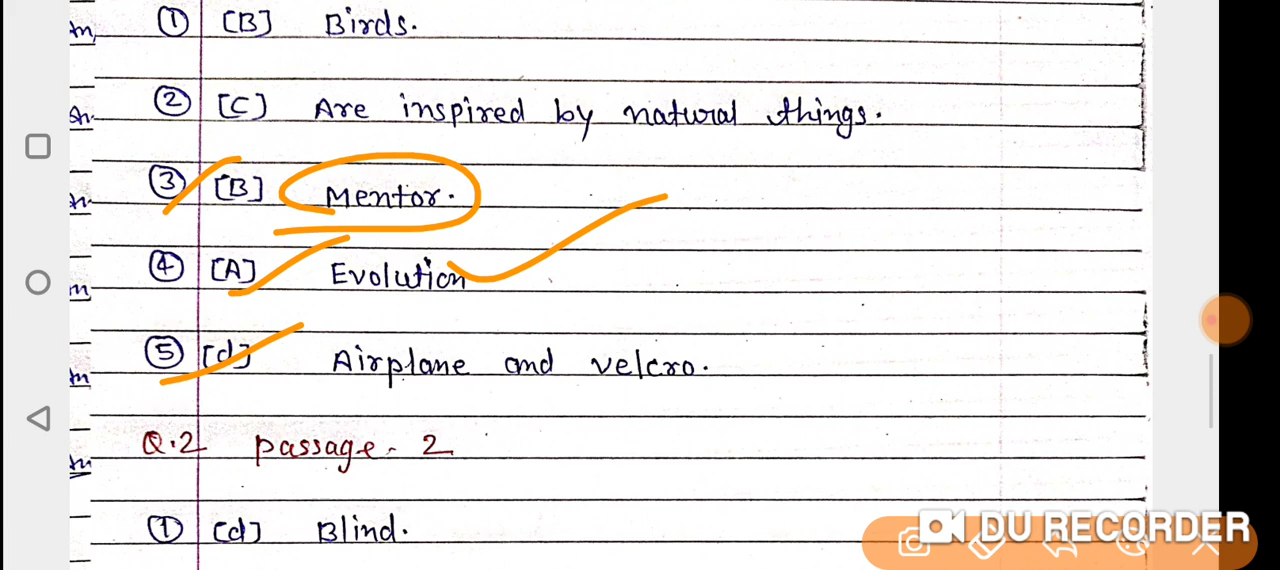 ① [B] Birds.
② [C] Are inspired by natural things.
③ [B] Mentor.
④ [A] Evolution
⑤ [d] Airplane and velcro.
Q.2 Passage- 2
① [d] Blind.
DU RECORDER